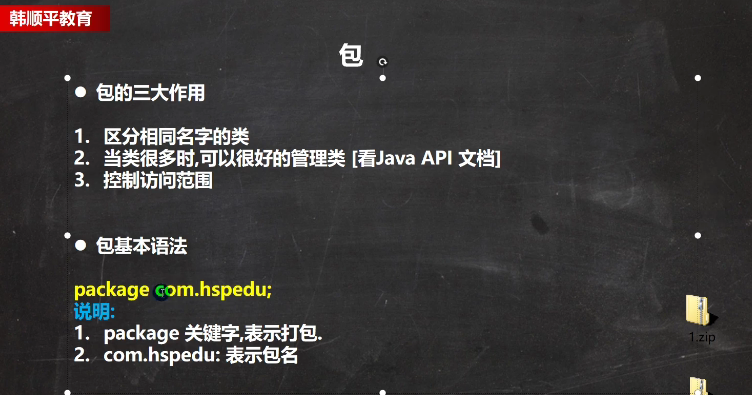 韩顺平教育
包
● 包的三大作用
1. 区分相同名字的类
2. 当类很多时,可以很好的管理类 [看Java API 文档]
3. 控制访问范围
● 包基本语法
package com.hspedu;
说明:
1. package 关键字,表示打包.
2. com.hspedu: 表示包名
1.zip